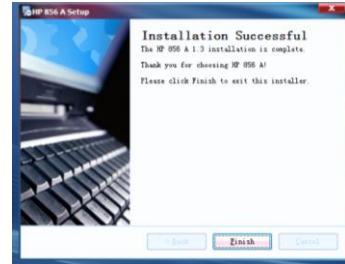 HP 856 A Setup
Installation Successful
The HP 856 A 1.3 installation is complete.
Thank you for choosing HP 856 A!
Please click Finish to exit this installer.
< Back
Finish
Cancel